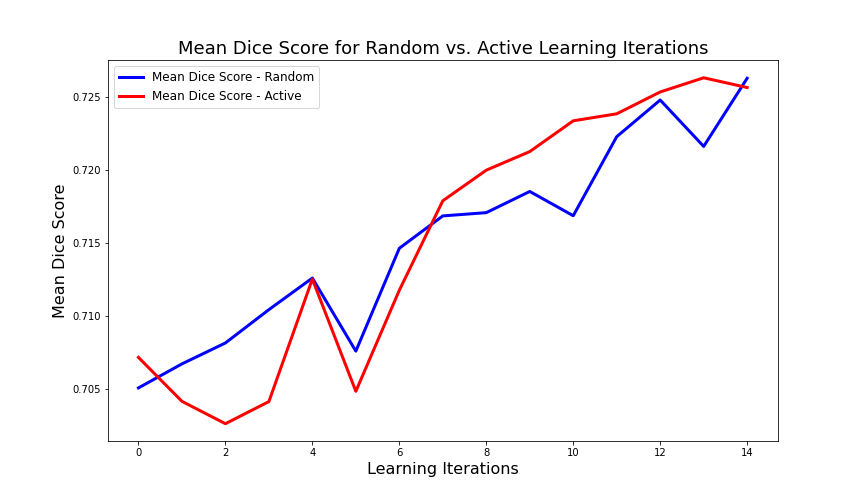 Mean Dice Score for Random vs. Active Learning Iterations
Mean Dice Score - Random
Mean Dice Score - Active
0.725
0.720
0.715
0.710
0.705
Mean Dice Score
0 2 4 6 8 10 12 14
Learning Iterations